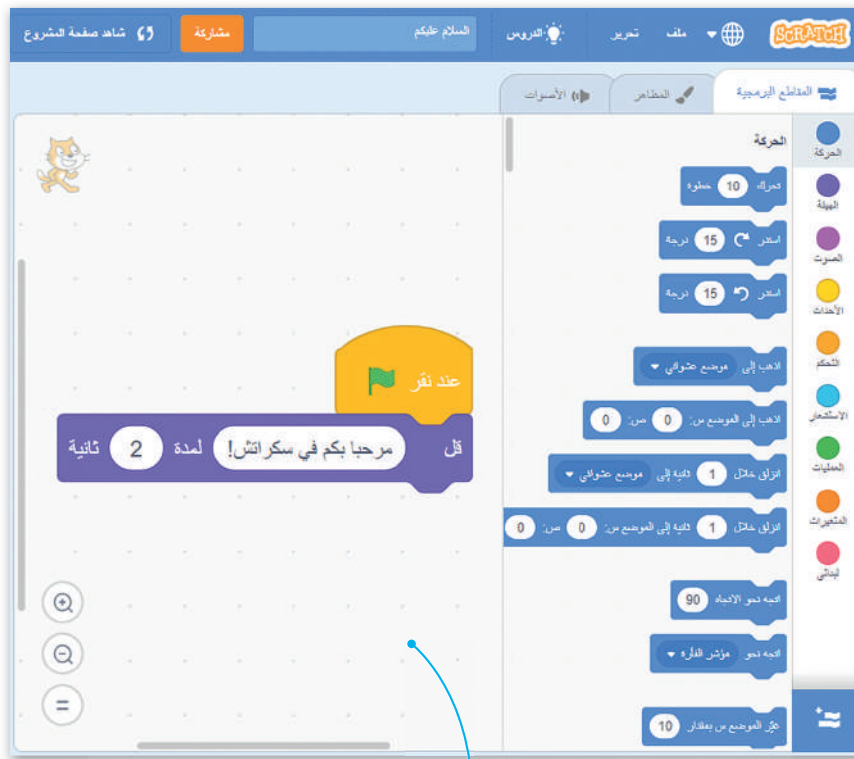 SCRATCH
ملف
تحرير
الدروس
السلام عليكم
مشاركة
شاهد صفحة المشروع
المقاطع البرمجية
المظاهر
الأصوات
الحركة
الهيئة
الصوت
الأحداث
التحكم
الاستشعار
العمليات
المتغيرات
لبناتي
الحركة
تحرك 10 خطوة
استدر 15 درجة
استدر 15 درجة
اذهب إلى موضع عشوائي
اذهب إلى الموضع س: 0 ص: 0
انزلق خلال 1 ثانية إلى موضع عشوائي
انزلق خلال 1 ثانية إلى الموضع س: 0 ص: 0
اتجه نحو الاتجاه 90
اتجه نحو مؤشر الفأرة
غيّر الموضع س بمقدار 10
عند نقر
قل مرحبا بكم في سكراتش! لمدة 2 ثانية